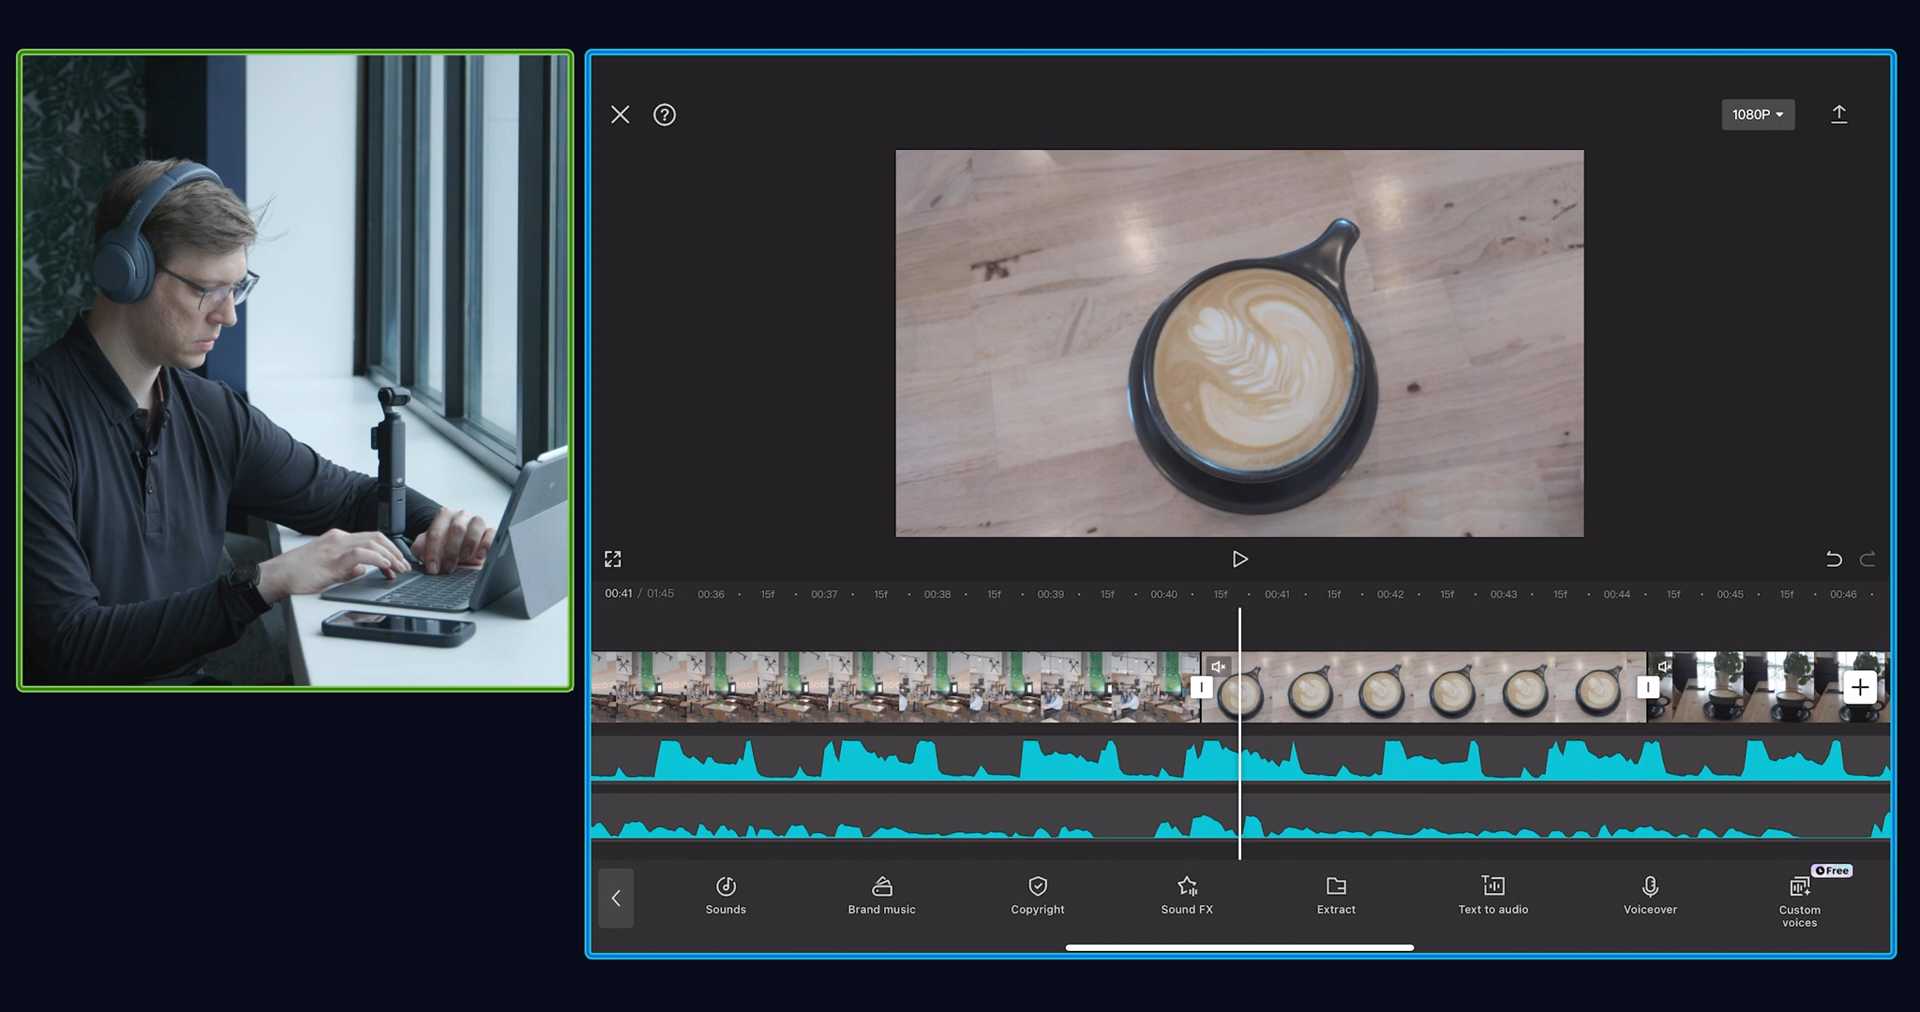 ?
1080P
00:41 / 01:45 00:36 15f 00:37 15f 00:38 15f 00:39 15f 00:40 15f 00:41 15f 00:42 15f 00:43 15f 00:44 15f 00:45 15f 00:46
Free
Sounds
Brand music
Copyright
Sound FX
Extract
Text to audio
Voiceover
Custom
voices